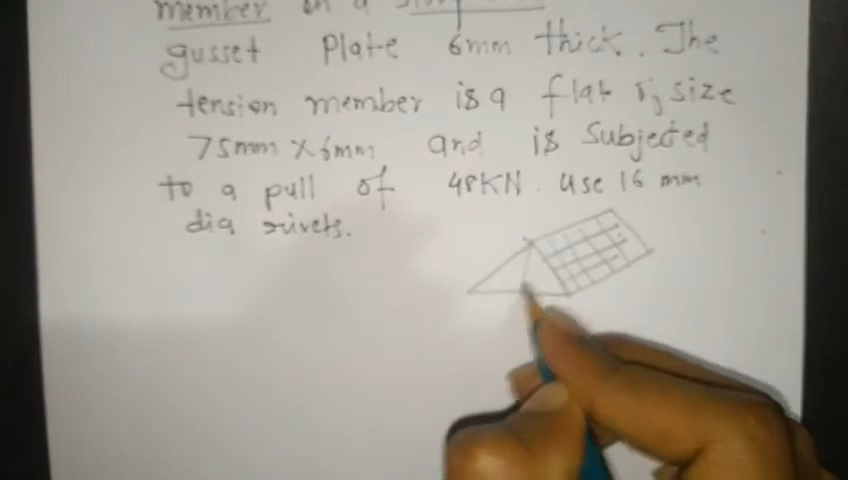 member
gusset Plate 6mm thick. The
tension member is a flat of size
75mm x 6mm and is Subjected
to a pull of 48KN. Use 16 mm
dia rivets.